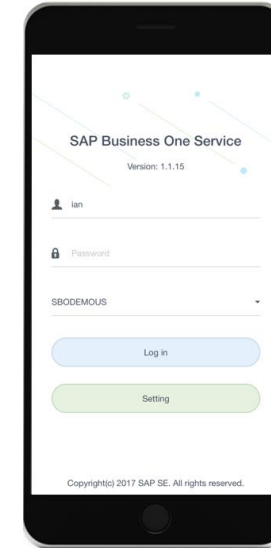 SAP Business One Service
Version: 1.1.15
ian
Password
SBODEMOUS
Log in
Setting
Copyright(c) 2017 SAP SE. All rights reserved.